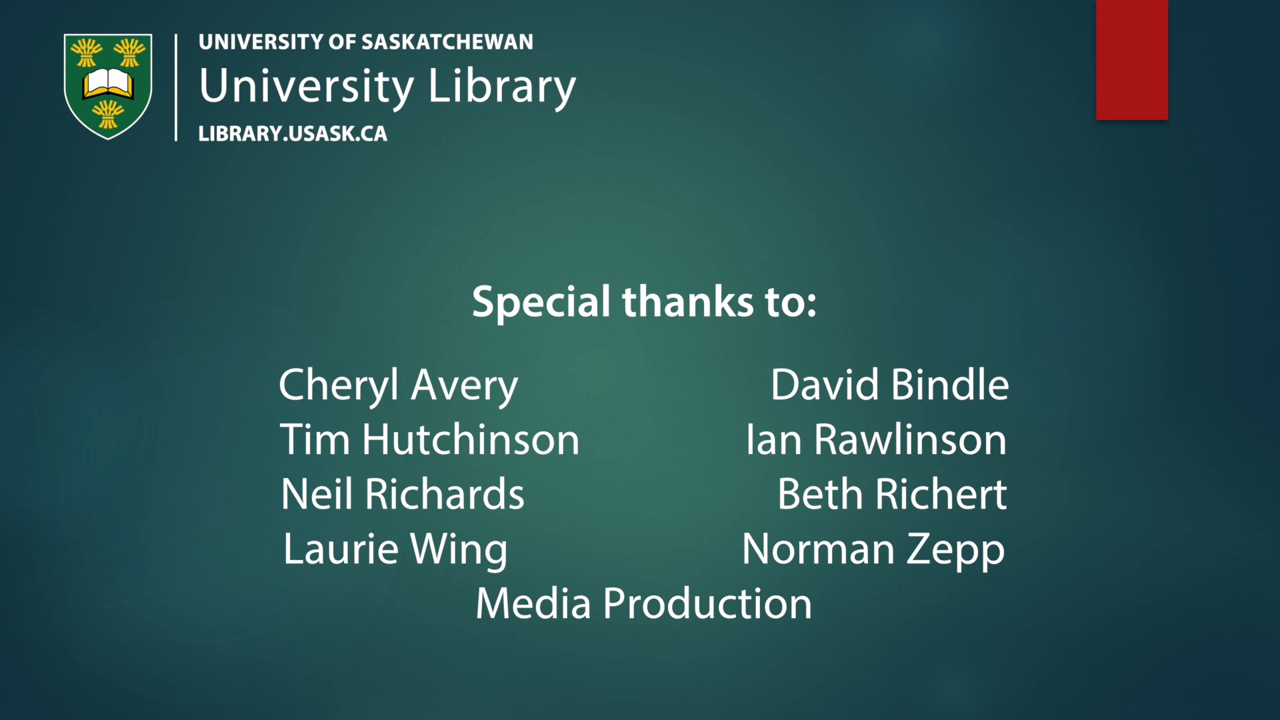 UNIVERSITY OF SASKATCHEWAN
University Library
LIBRARY.USASK.CA
Special thanks to:
Cheryl Avery David Bindle
Tim Hutchinson Ian Rawlinson
Neil Richards Beth Richert
Laurie Wing Norman Zepp
Media Production